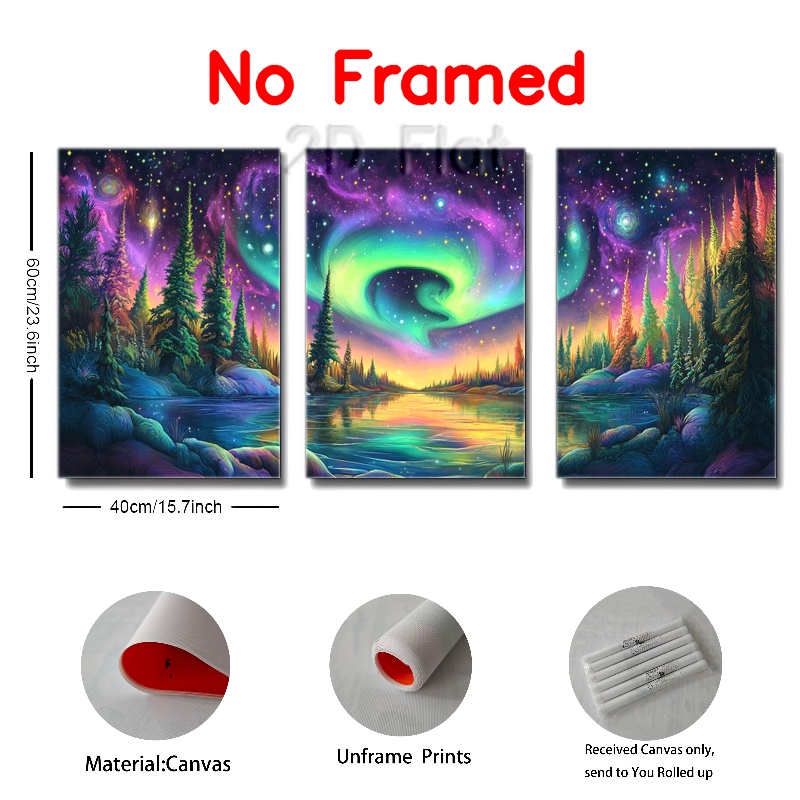 No Framed
2D Flat
60cm/23.6inch
40cm/15.7inch
Material:Canvas
Unframe Prints
Received Canvas only,
send to You Rolled up